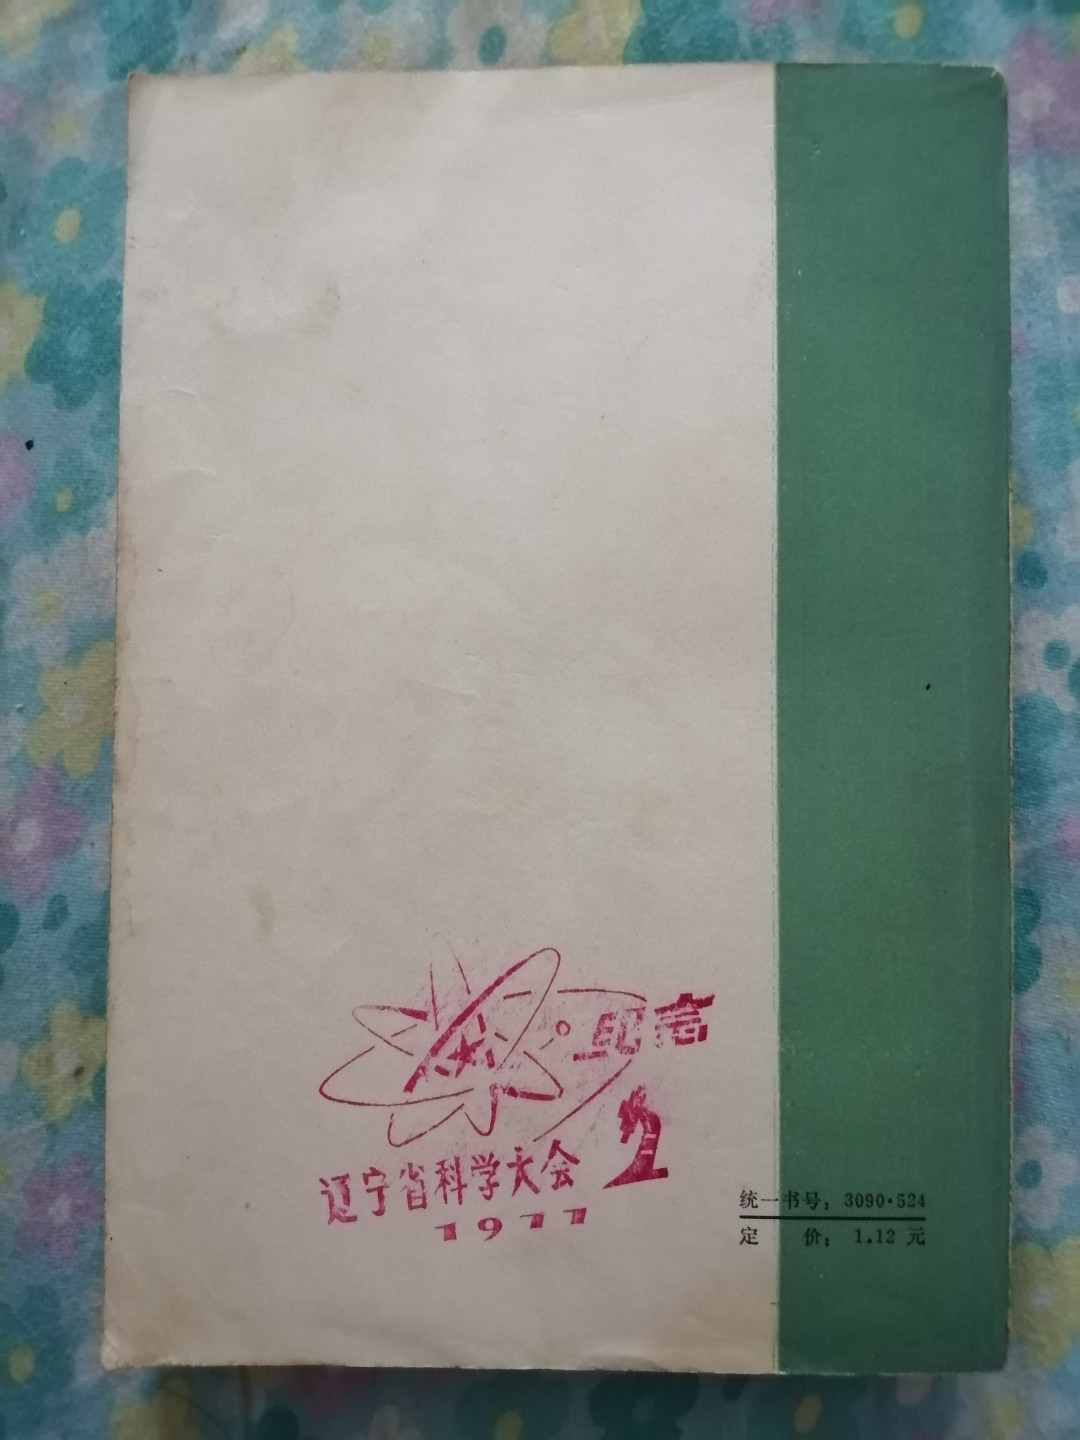 纪念
辽宁省科学大会
1977
统一书号：3090·524
定 价：1.12 元